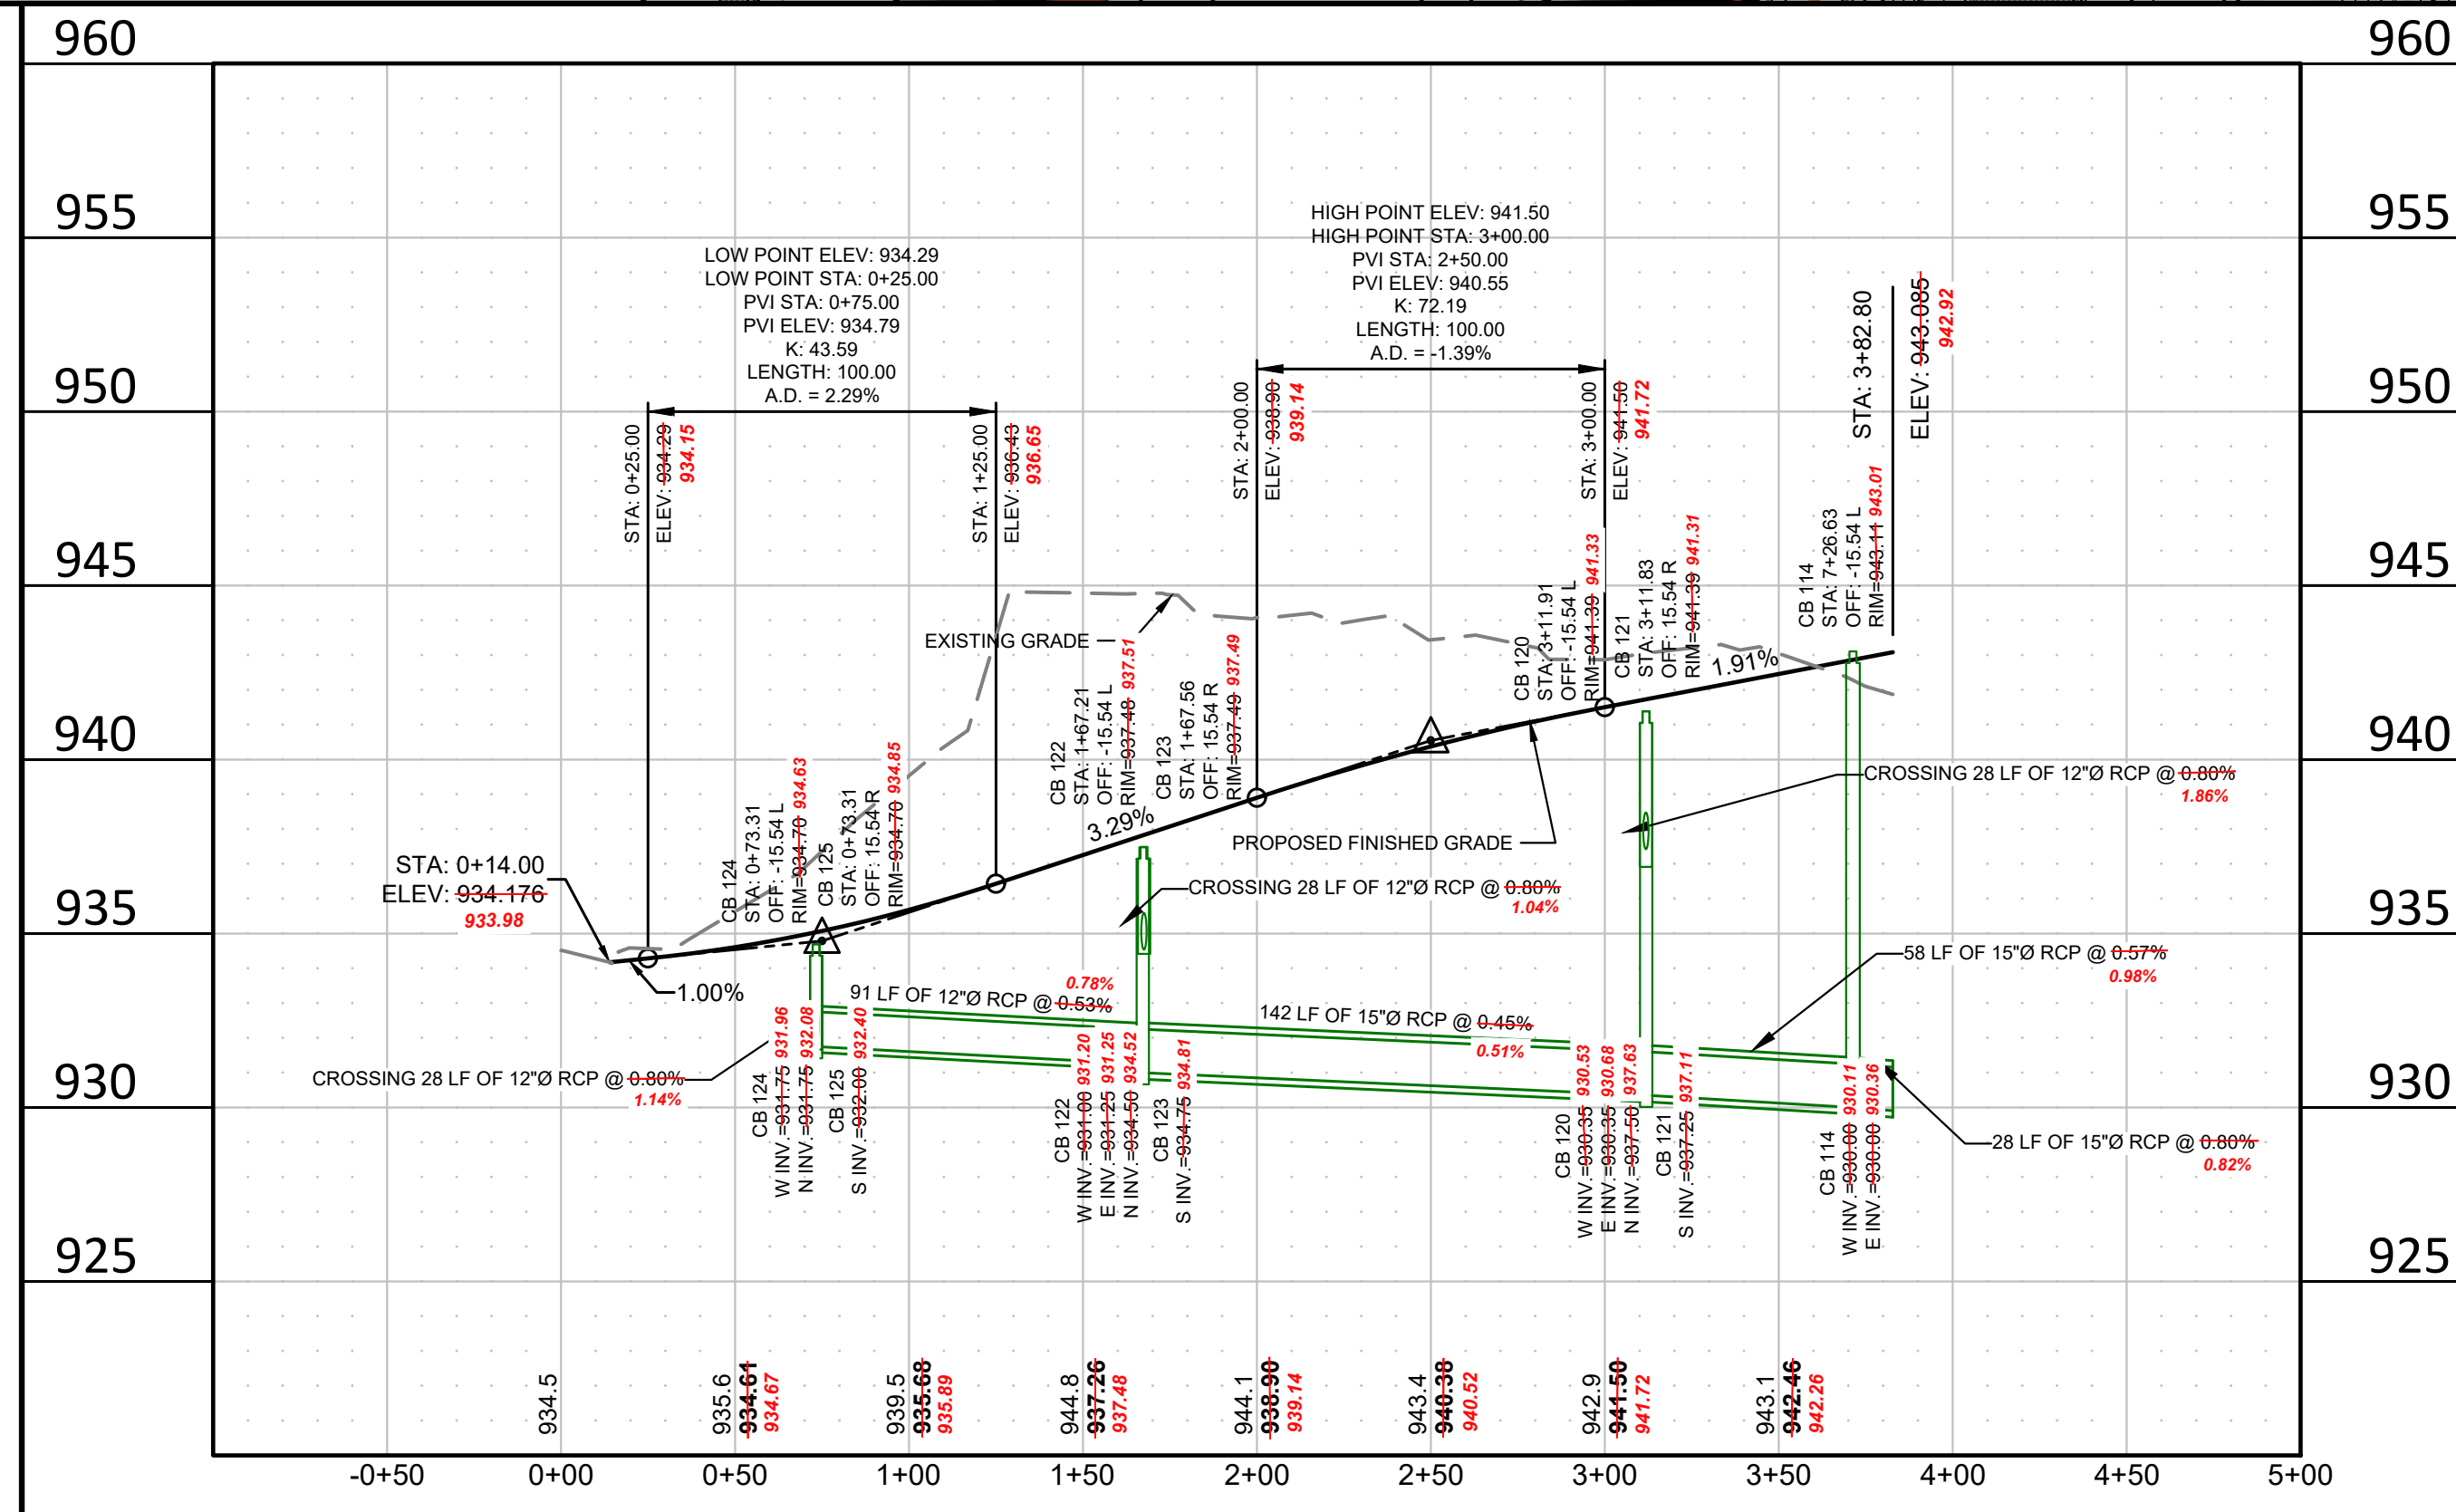 960
960
955
955
950
950
945
945
940
940
935
935
930
930
925
925
LOW POINT ELEV: 934.29
LOW POINT STA: 0+25.00
PVI STA: 0+75.00
PVI ELEV: 934.79
K: 43.59
LENGTH: 100.00
A.D. = 2.29%
HIGH POINT ELEV: 941.50
HIGH POINT STA: 3+00.00
PVI STA: 2+50.00
PVI ELEV: 940.55
K: 72.19
LENGTH: 100.00
A.D. = -1.39%
STA: 0+25.00
ELEV: 934.29
934.15
STA: 1+25.00
ELEV: 936.43
936.65
STA: 2+00.00
ELEV: 938.90
939.14
STA: 3+00.00
ELEV: 941.50
941.72
STA: 3+82.80
ELEV: 943.085
942.92
STA: 0+14.00
ELEV: 934.176
933.98
1.00%
EXISTING GRADE
3.29%
PROPOSED FINISHED GRADE
1.91%
CB 124
STA: 0+73.31
OFF: -15.54 L
RIM=934.70 934.63
CB 125
STA: 0+73.31
OFF: 15.54 R
RIM=934.70 934.85
CB 122
STA: 1+67.21
OFF: -15.54 L
RIM=937.48 937.51
CB 123
STA: 1+67.56
OFF: 15.54 R
RIM=937.49 937.49
CB 120
STA: 3+11.91
OFF: -15.54 L
RIM=941.39 941.33
CB 121
STA: 3+11.83
OFF: 15.54 R
RIM=941.39 941.31
CB 114
STA: 7+26.63
OFF: -15.54 L
RIM=943.11 943.01
CROSSING 28 LF OF 12"Ø RCP @ 0.80%
1.86%
CROSSING 28 LF OF 12"Ø RCP @ 0.80%
1.04%
58 LF OF 15"Ø RCP @ 0.57%
0.98%
0.78%
91 LF OF 12"Ø RCP @ 0.53%
142 LF OF 15"Ø RCP @ 0.45%
0.51%
CROSSING 28 LF OF 12"Ø RCP @ 0.80%
1.14%
28 LF OF 15"Ø RCP @ 0.80%
0.82%
CB 124
W INV.=931.75 931.96
N INV.=931.75 932.08
CB 125
S INV.=932.00 932.40
CB 122
W INV.=931.00 931.20
E INV.=931.25 931.25
N INV.=934.50 934.52
CB 123
S INV.=934.75 934.81
CB 120
W INV.=930.35 930.53
E INV.=930.35 930.68
N INV.=937.50 937.63
CB 121
S INV.=937.25 937.11
CB 114
W INV.=930.00 930.11
E INV.=930.00 930.36
934.5
935.6
934.61
934.67
939.5
935.68
935.89
944.8
937.26
937.48
944.1
938.90
939.14
943.4
940.38
940.52
942.9
941.50
941.72
943.1
942.46
942.26
-0+50
0+00
0+50
1+00
1+50
2+00
2+50
3+00
3+50
4+00
4+50
5+00